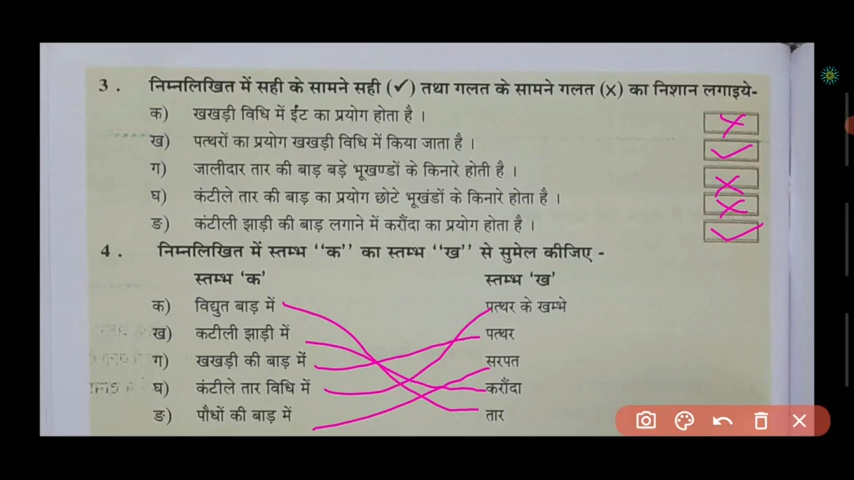 3 . निम्नलिखित में सही के सामने सही (✓) तथा गलत के सामने गलत (x) का निशान लगाइये-
क) खखड़ी विधि में ईंट का प्रयोग होता है ।
ख) पत्थरों का प्रयोग खखड़ी विधि में किया जाता है ।
ग) जालीदार तार की बाड़ बड़े भूखण्डों के किनारे होती है ।
घ) कंटीले तार की बाड़ का प्रयोग छोटे भूखंडों के किनारे होता है ।
ङ) कंटीली झाड़ी की बाड़ लगाने में करौंदा का प्रयोग होता है ।
4 . निम्नलिखित में स्तम्भ ‘‘क’’ का स्तम्भ ‘‘ख’’ से सुमेल कीजिए -
स्तम्भ ‘क’ स्तम्भ ‘ख’
क) विद्युत बाड़ में पत्थर के खम्भे
ख) कटीली झाड़ी में पत्थर
ग) खखड़ी की बाड़ में सरपत
घ) कंटीले तार विधि में करौंदा
ङ) पौधों की बाड़ में तार